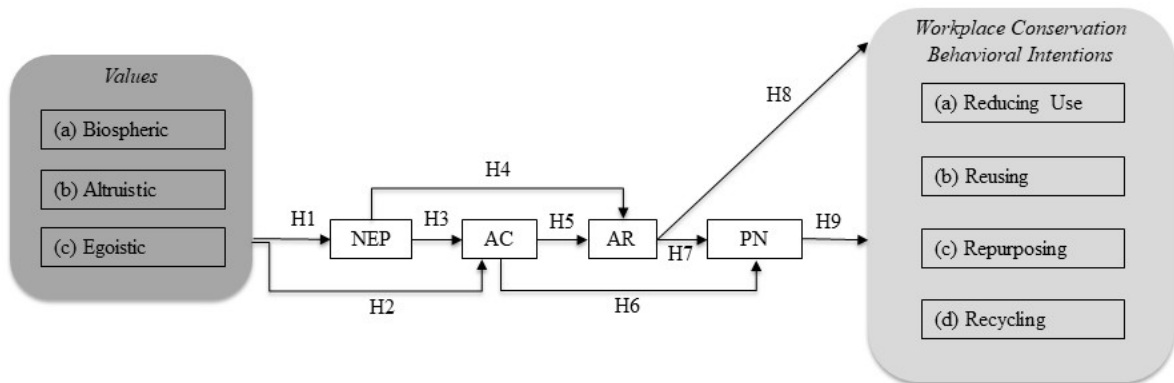 Values
(a) Biospheric
(b) Altruistic
(c) Egoistic
H1
H2
NEP
H3
H4
AC
H5
H6
AR
H7
H8
PN
H9
Workplace Conservation
Behavioral Intentions
(a) Reducing Use
(b) Reusing
(c) Repurposing
(d) Recycling